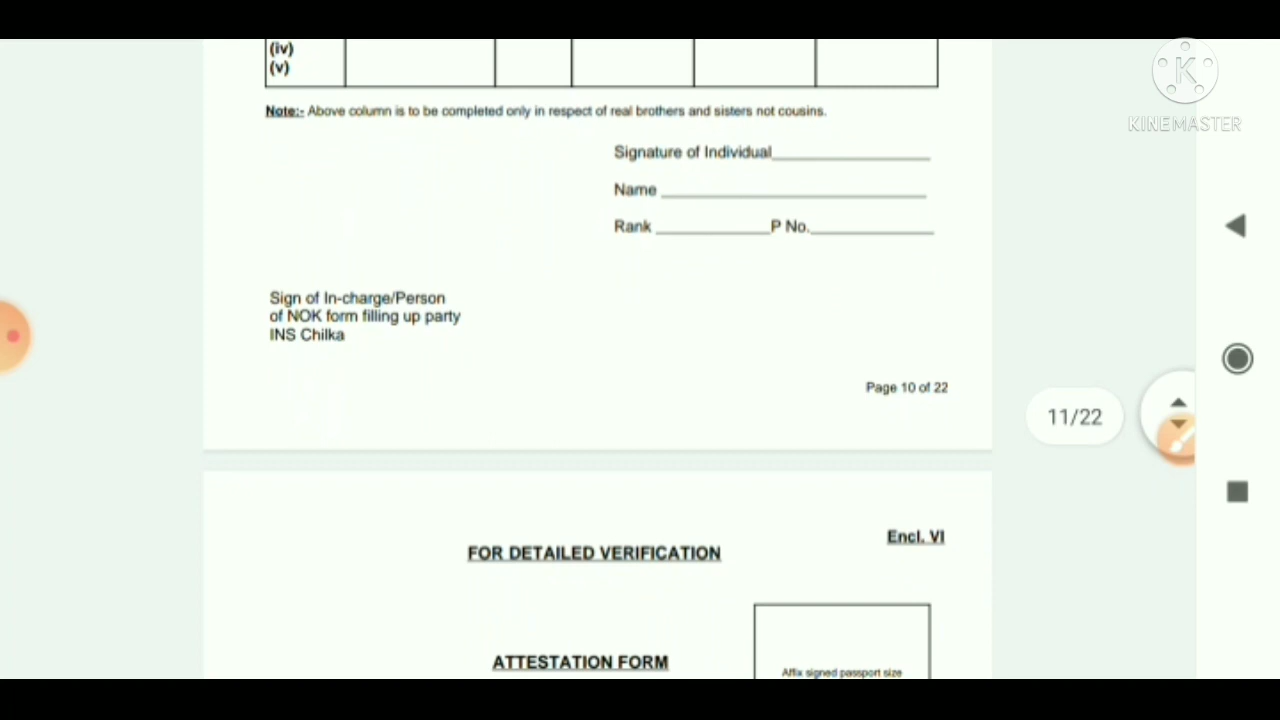 (iv)
(v)
Note:- Above column is to be completed only in respect of real brothers and sisters not cousins.
Signature of Individual
Name
Rank P No.
Sign of In-charge/Person
of NOK form filling up party
INS Chilka
Page 10 of 22
11/22
Encl. VI
FOR DETAILED VERIFICATION
ATTESTATION FORM
Affix signed passport size
K
KINEMASTER